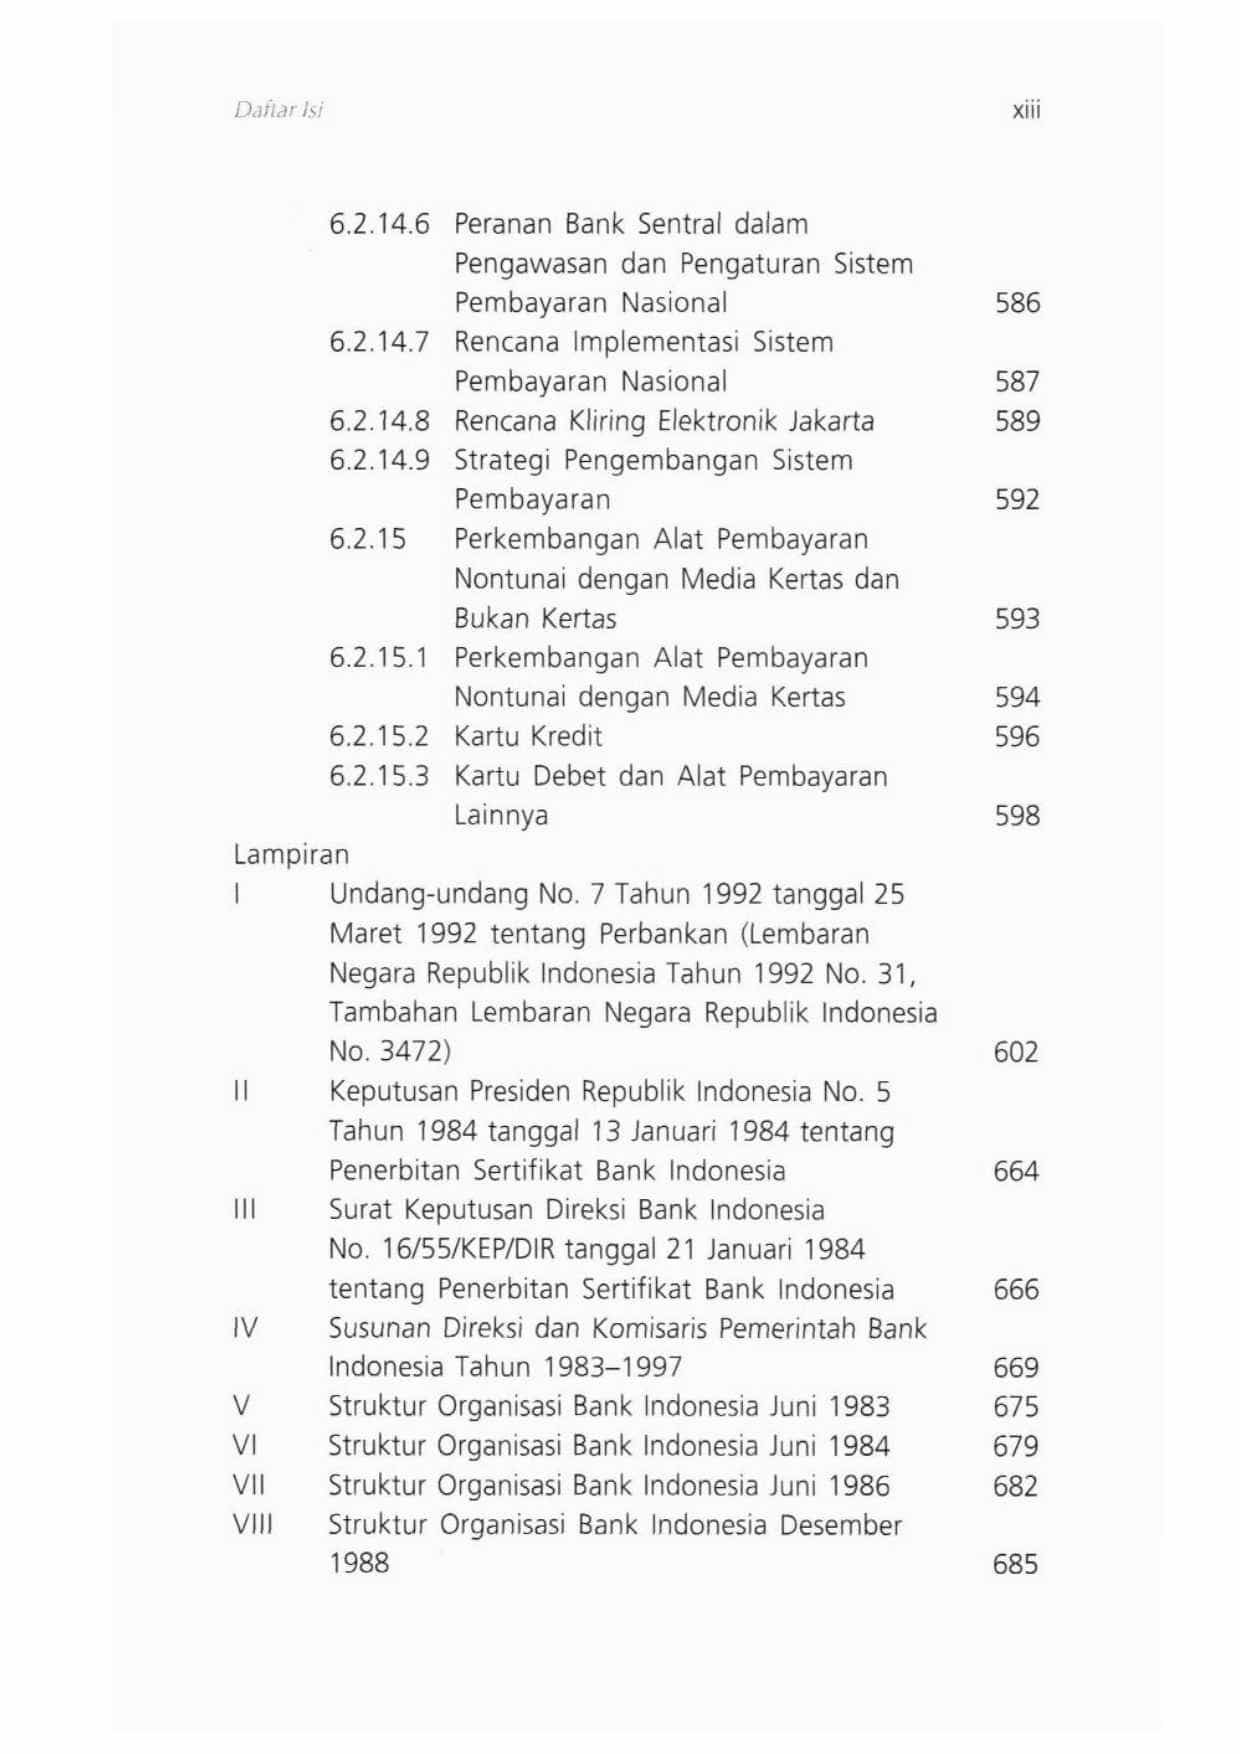 Daftar Isi xiii
6.2.14.6 Peranan Bank Sentral dalam
Pengawasan dan Pengaturan Sistem
Pembayaran Nasional 586
6.2.14.7 Rencana Implementasi Sistem
Pembayaran Nasional 587
6.2.14.8 Rencana Kliring Elektronik Jakarta 589
6.2.14.9 Strategi Pengembangan Sistem
Pembayaran 592
6.2.15 Perkembangan Alat Pembayaran
Nontunai dengan Media Kertas dan
Bukan Kertas 593
6.2.15.1 Perkembangan Alat Pembayaran
Nontunai dengan Media Kertas 594
6.2.15.2 Kartu Kredit 596
6.2.15.3 Kartu Debet dan Alat Pembayaran
Lainnya 598
Lampiran
I Undang-undang No. 7 Tahun 1992 tanggal 25
Maret 1992 tentang Perbankan (Lembaran
Negara Republik Indonesia Tahun 1992 No. 31,
Tambahan Lembaran Negara Republik Indonesia
No. 3472) 602
II Keputusan Presiden Republik Indonesia No. 5
Tahun 1984 tanggal 13 Januari 1984 tentang
Penerbitan Sertifikat Bank Indonesia 664
III Surat Keputusan Direksi Bank Indonesia
No. 16/55/KEP/DIR tanggal 21 Januari 1984
tentang Penerbitan Sertifikat Bank Indonesia 666
IV Susunan Direksi dan Komisaris Pemerintah Bank
Indonesia Tahun 1983–1997 669
V Struktur Organisasi Bank Indonesia Juni 1983 675
VI Struktur Organisasi Bank Indonesia Juni 1984 679
VII Struktur Organisasi Bank Indonesia Juni 1986 682
VIII Struktur Organisasi Bank Indonesia Desember
1988 685